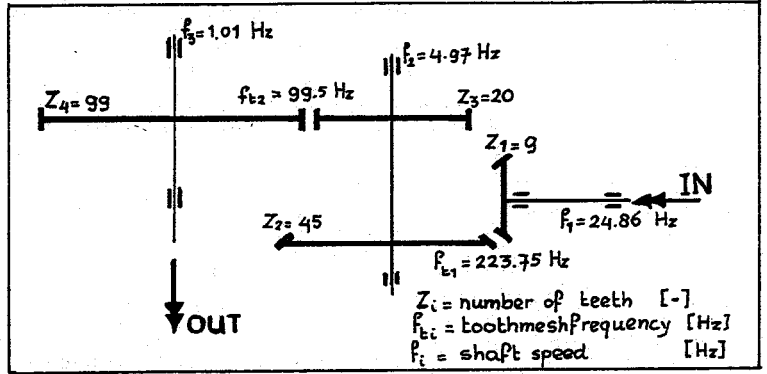 f3=1.01 Hz
f2=4.97 Hz
Z4=99
ft2=99.5 Hz
Z3=20
Z1=9
IN
f1=24.86 Hz
Z2=45
ft1=223.75 Hz
Zi=number of teeth [-]
fti=toothmeshfrequency [Hz]
fi=shaft speed [Hz]
OUT